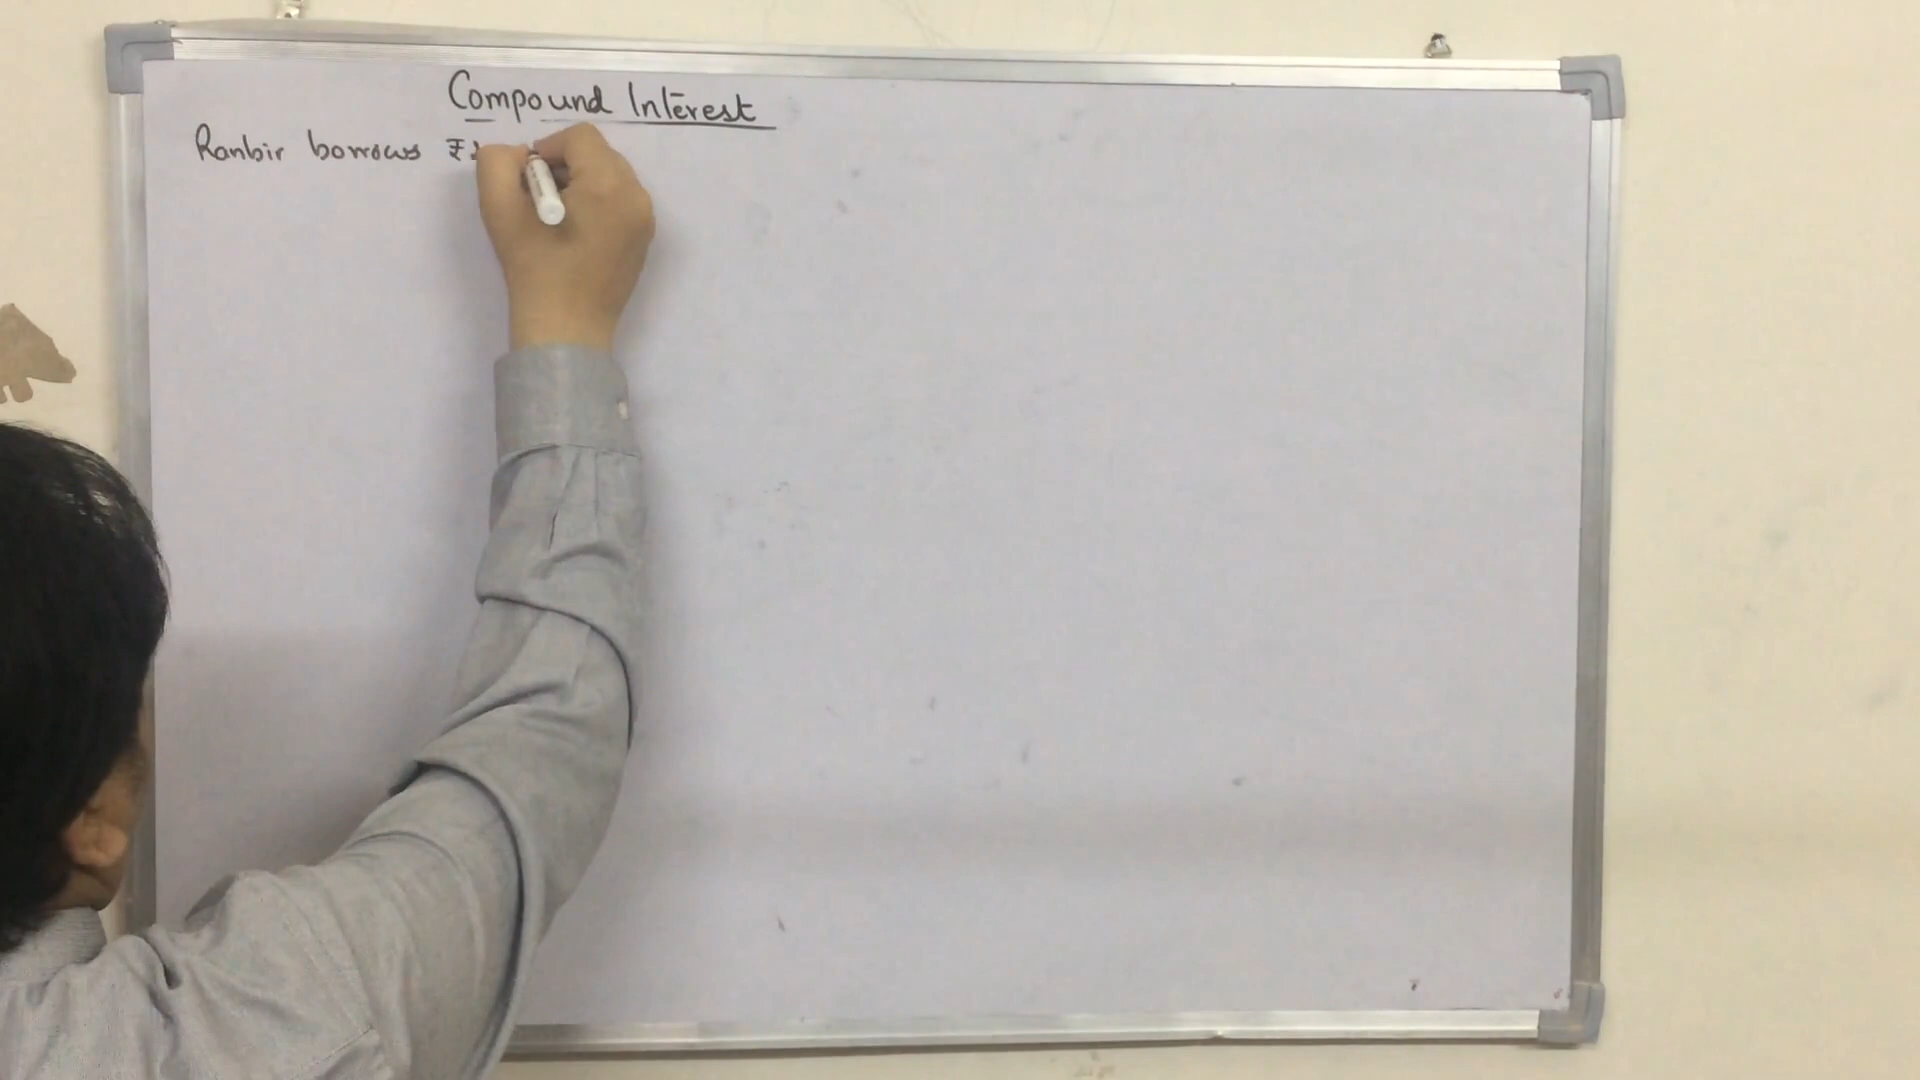 Compound Interest
Ranbir borrows ₹